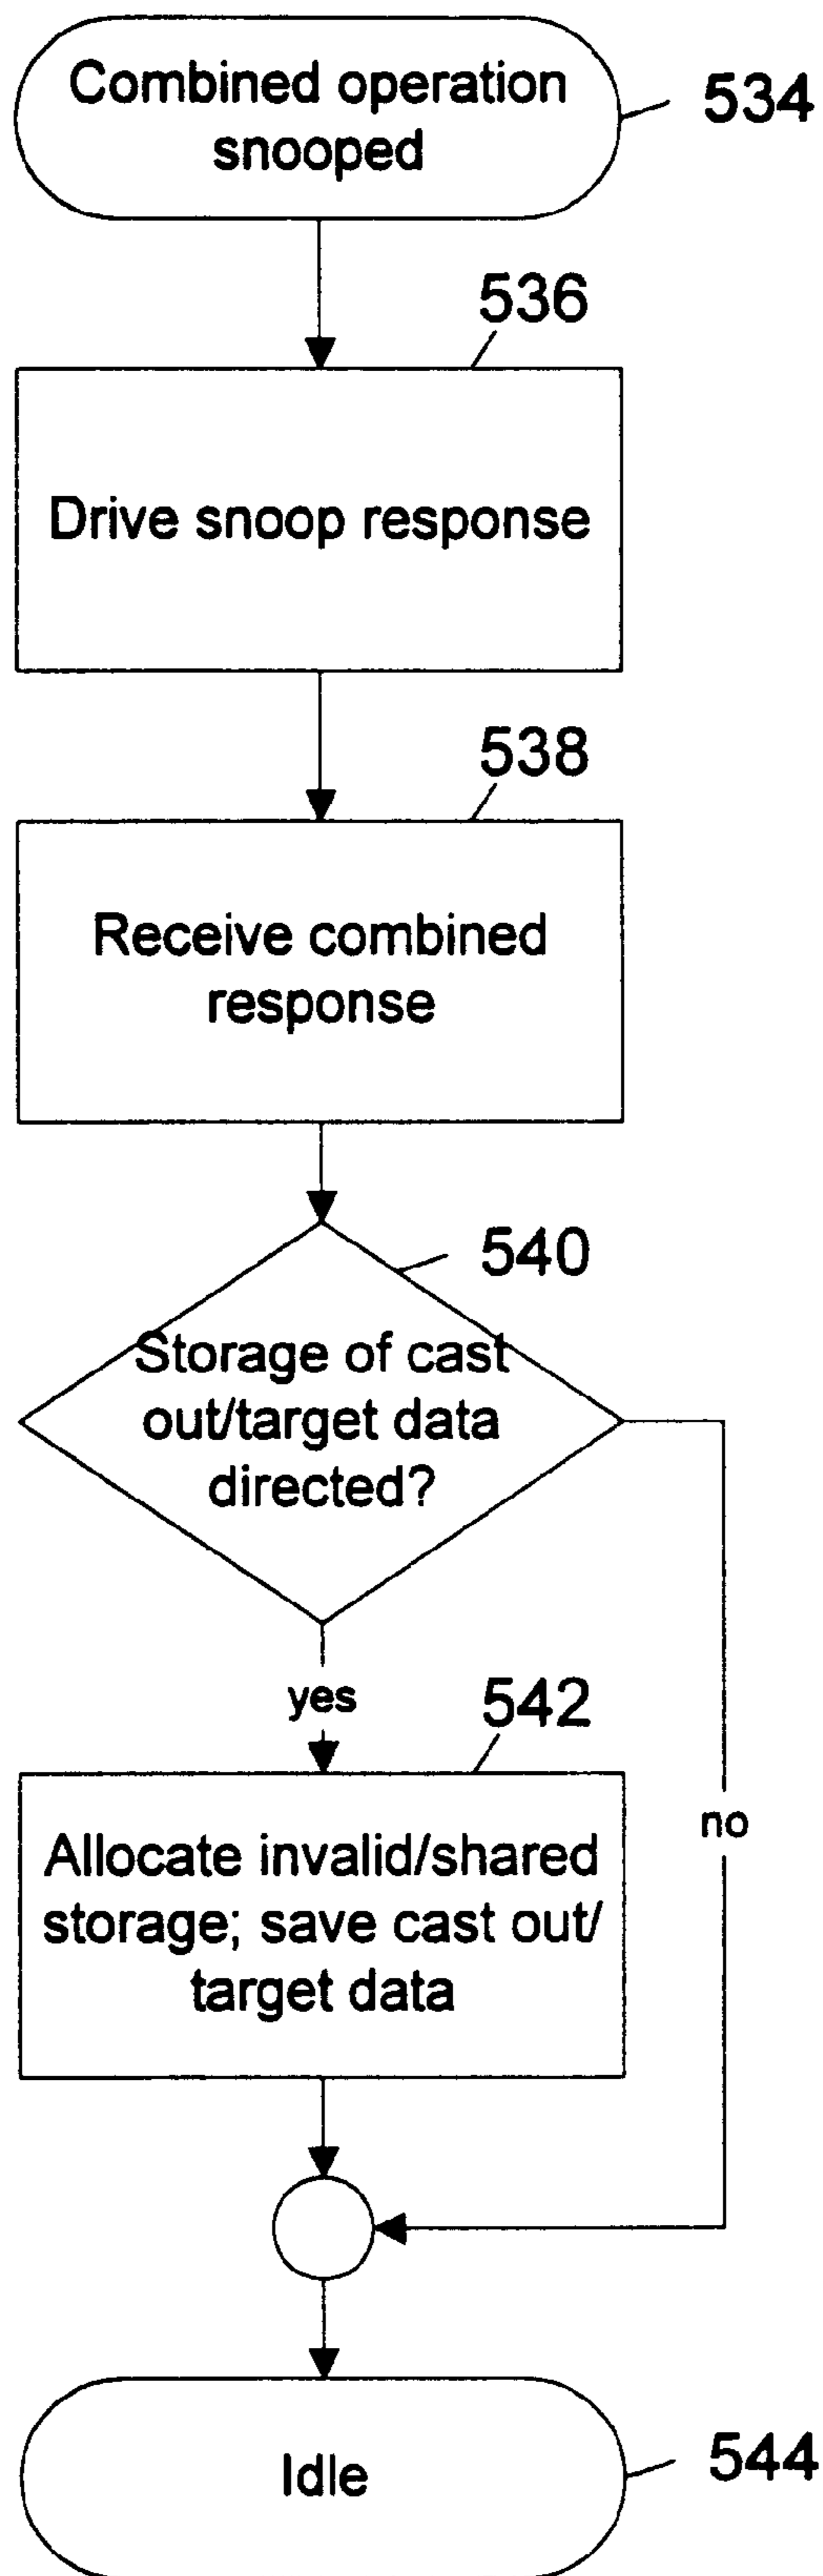 Combined operation
snooped
534
536
Drive snoop response
538
Receive combined
response
540
Storage of cast
out/target data
directed?
yes
542
no
Allocate invalid/shared
storage; save cast out/
target data
Idle
544